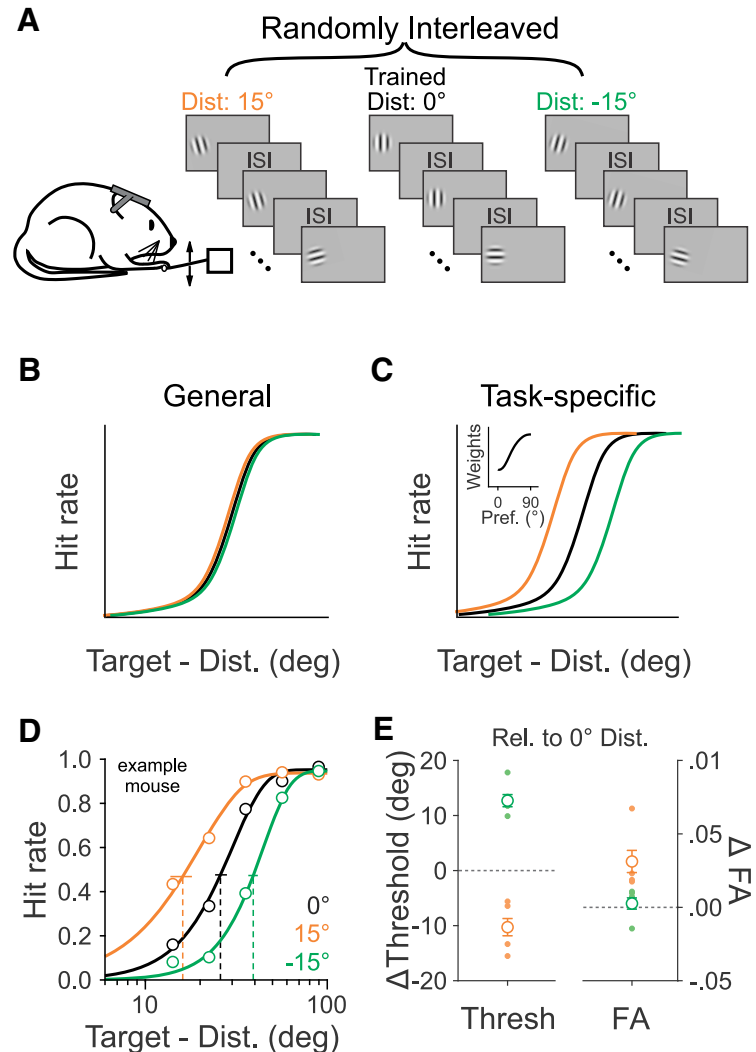 A
Randomly Interleaved
Dist: 15°
Trained
Dist: 0°
Dist: -15°
ISI
ISI
ISI
ISI
ISI
ISI
B
General
Hit rate
Target - Dist. (deg)
C
Task-specific
Weights
0
90
Pref. (°)
Hit rate
Target - Dist. (deg)
D
example
mouse
Hit rate
1.0
0.8
0.6
0.4
0.2
0.0
0°
15°
-15°
10
100
Target - Dist. (deg)
E
Rel. to 0° Dist.
Δ Threshold (deg)
20
10
0
-10
-20
Thresh
FA
.01
.05
.00
-.05
Δ FA